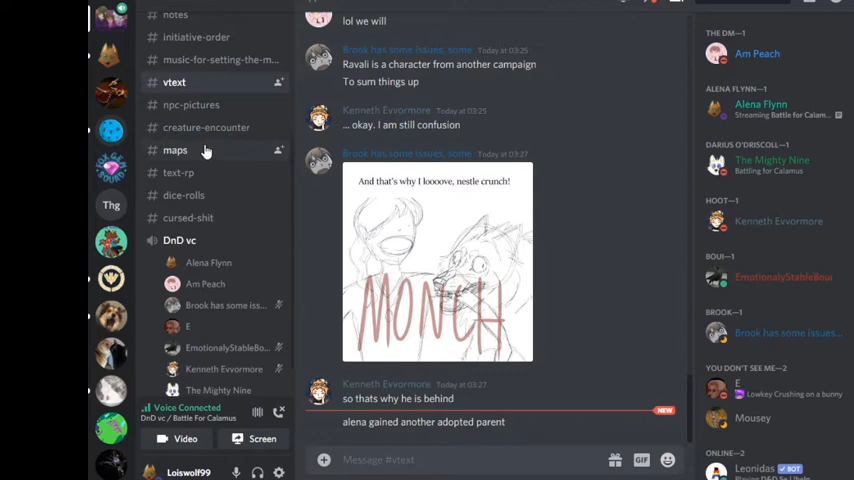 notes
initiative-order
music-for-setting-the-m...
vtext
npc-pictures
creature-encounter
maps
text-rp
dice-rolls
cursed-shit
DnD vc
Alena Flynn
Am Peach
Brook has some iss...
E
EmotionalyStableBo...
Kenneth Evvormore
The Mighty Nine
Voice Connected
DnD vc / Battle For Calamus
Video
Screen
Loiswolf99
TOX GEN
SQUAD
Thg
lol we will
Brook has some issues, some Today at 03:25
Ravali is a character from another campaign
To sum things up
Kenneth Evvormore Today at 03:25
... okay. I am still confusion
Brook has some issues, some Today at 03:27
And that's why I loooove, nestle crunch!
MONCH
Kenneth Evvormore Today at 03:27
so thats why he is behind
NEW
alena gained another adopted parent
Message #vtext
GIF
THE DM—1
Am Peach
ALENA FLYNN—1
Alena Flynn
Streaming Battle for Calam...
DARIUS O'DRISCOLL—1
The Mighty Nine
Battling for Calamus
HOOT—1
Kenneth Evvormore
BOUI—1
EmotionalyStableBoui
BROOK—1
Brook has some issues...
YOU DON'T SEE ME—2
E
Lowkey Crushing on a bunny
Mousey
ONLINE—2
Leonidas BOT